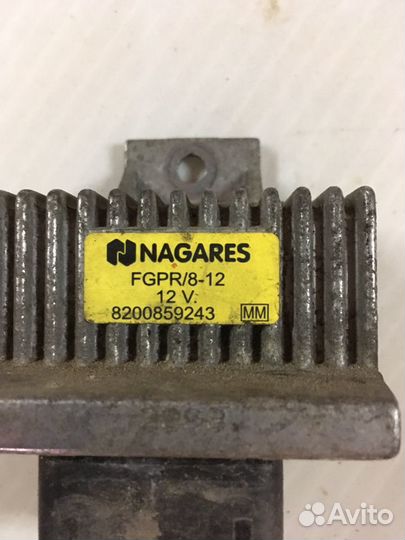 NAGARES
FGPR/8-12
12 V.
8200859243 MM
Avito